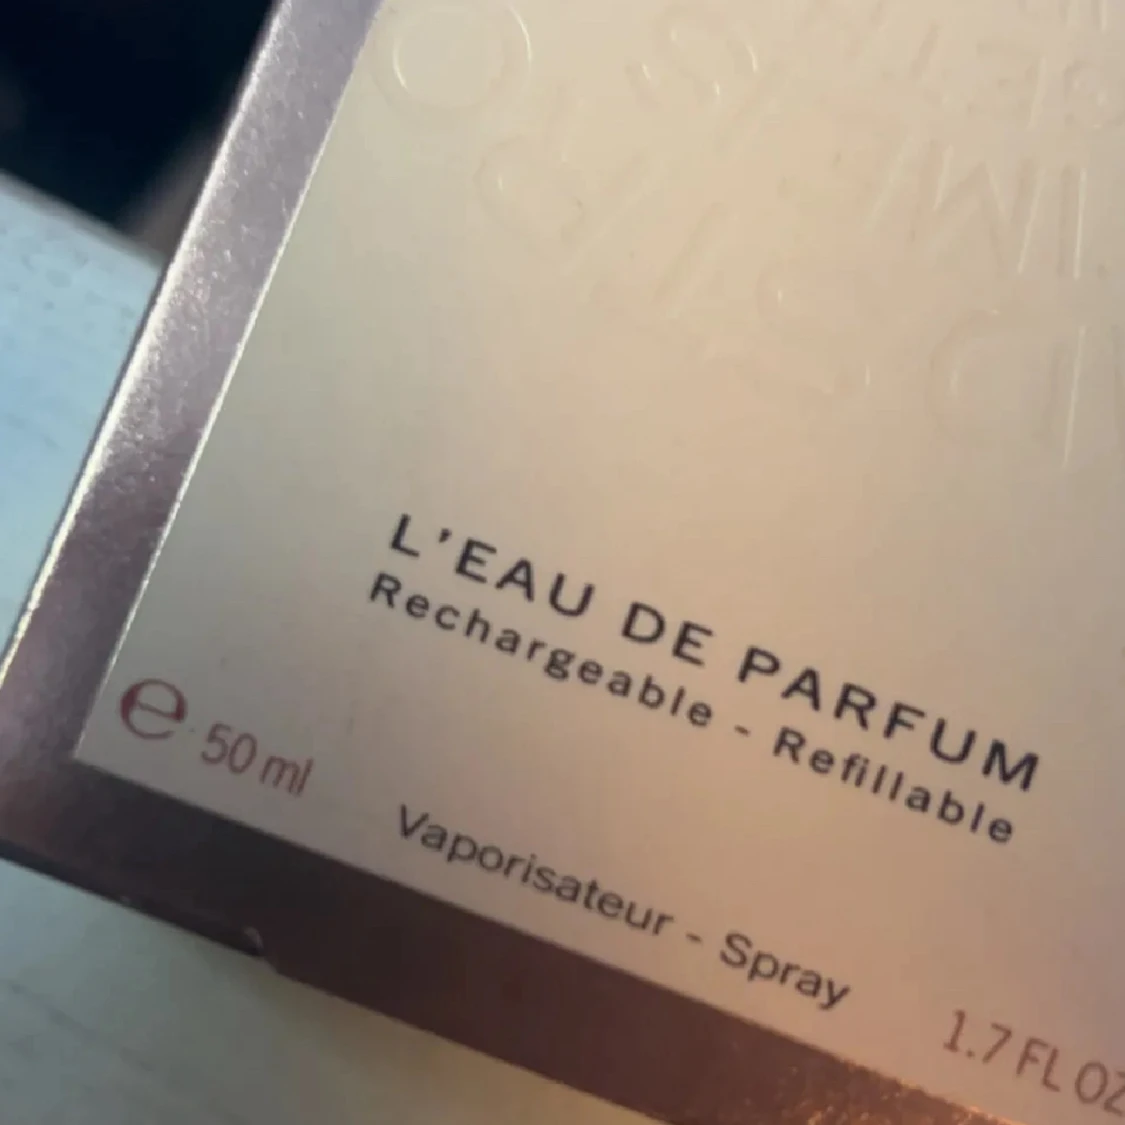 L'EAU DE PARFUM
Rechargeable - Refillable
e 50 ml
Vaporisateur - Spray
1.7 FL OZ